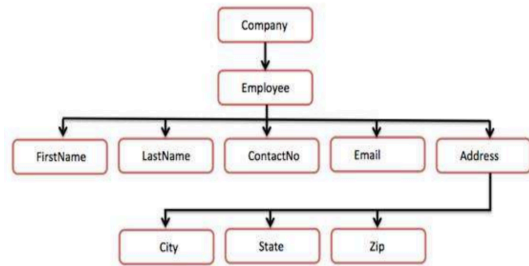 Company
Employee
FirstName
LastName
ContactNo
Email
Address
City
State
Zip